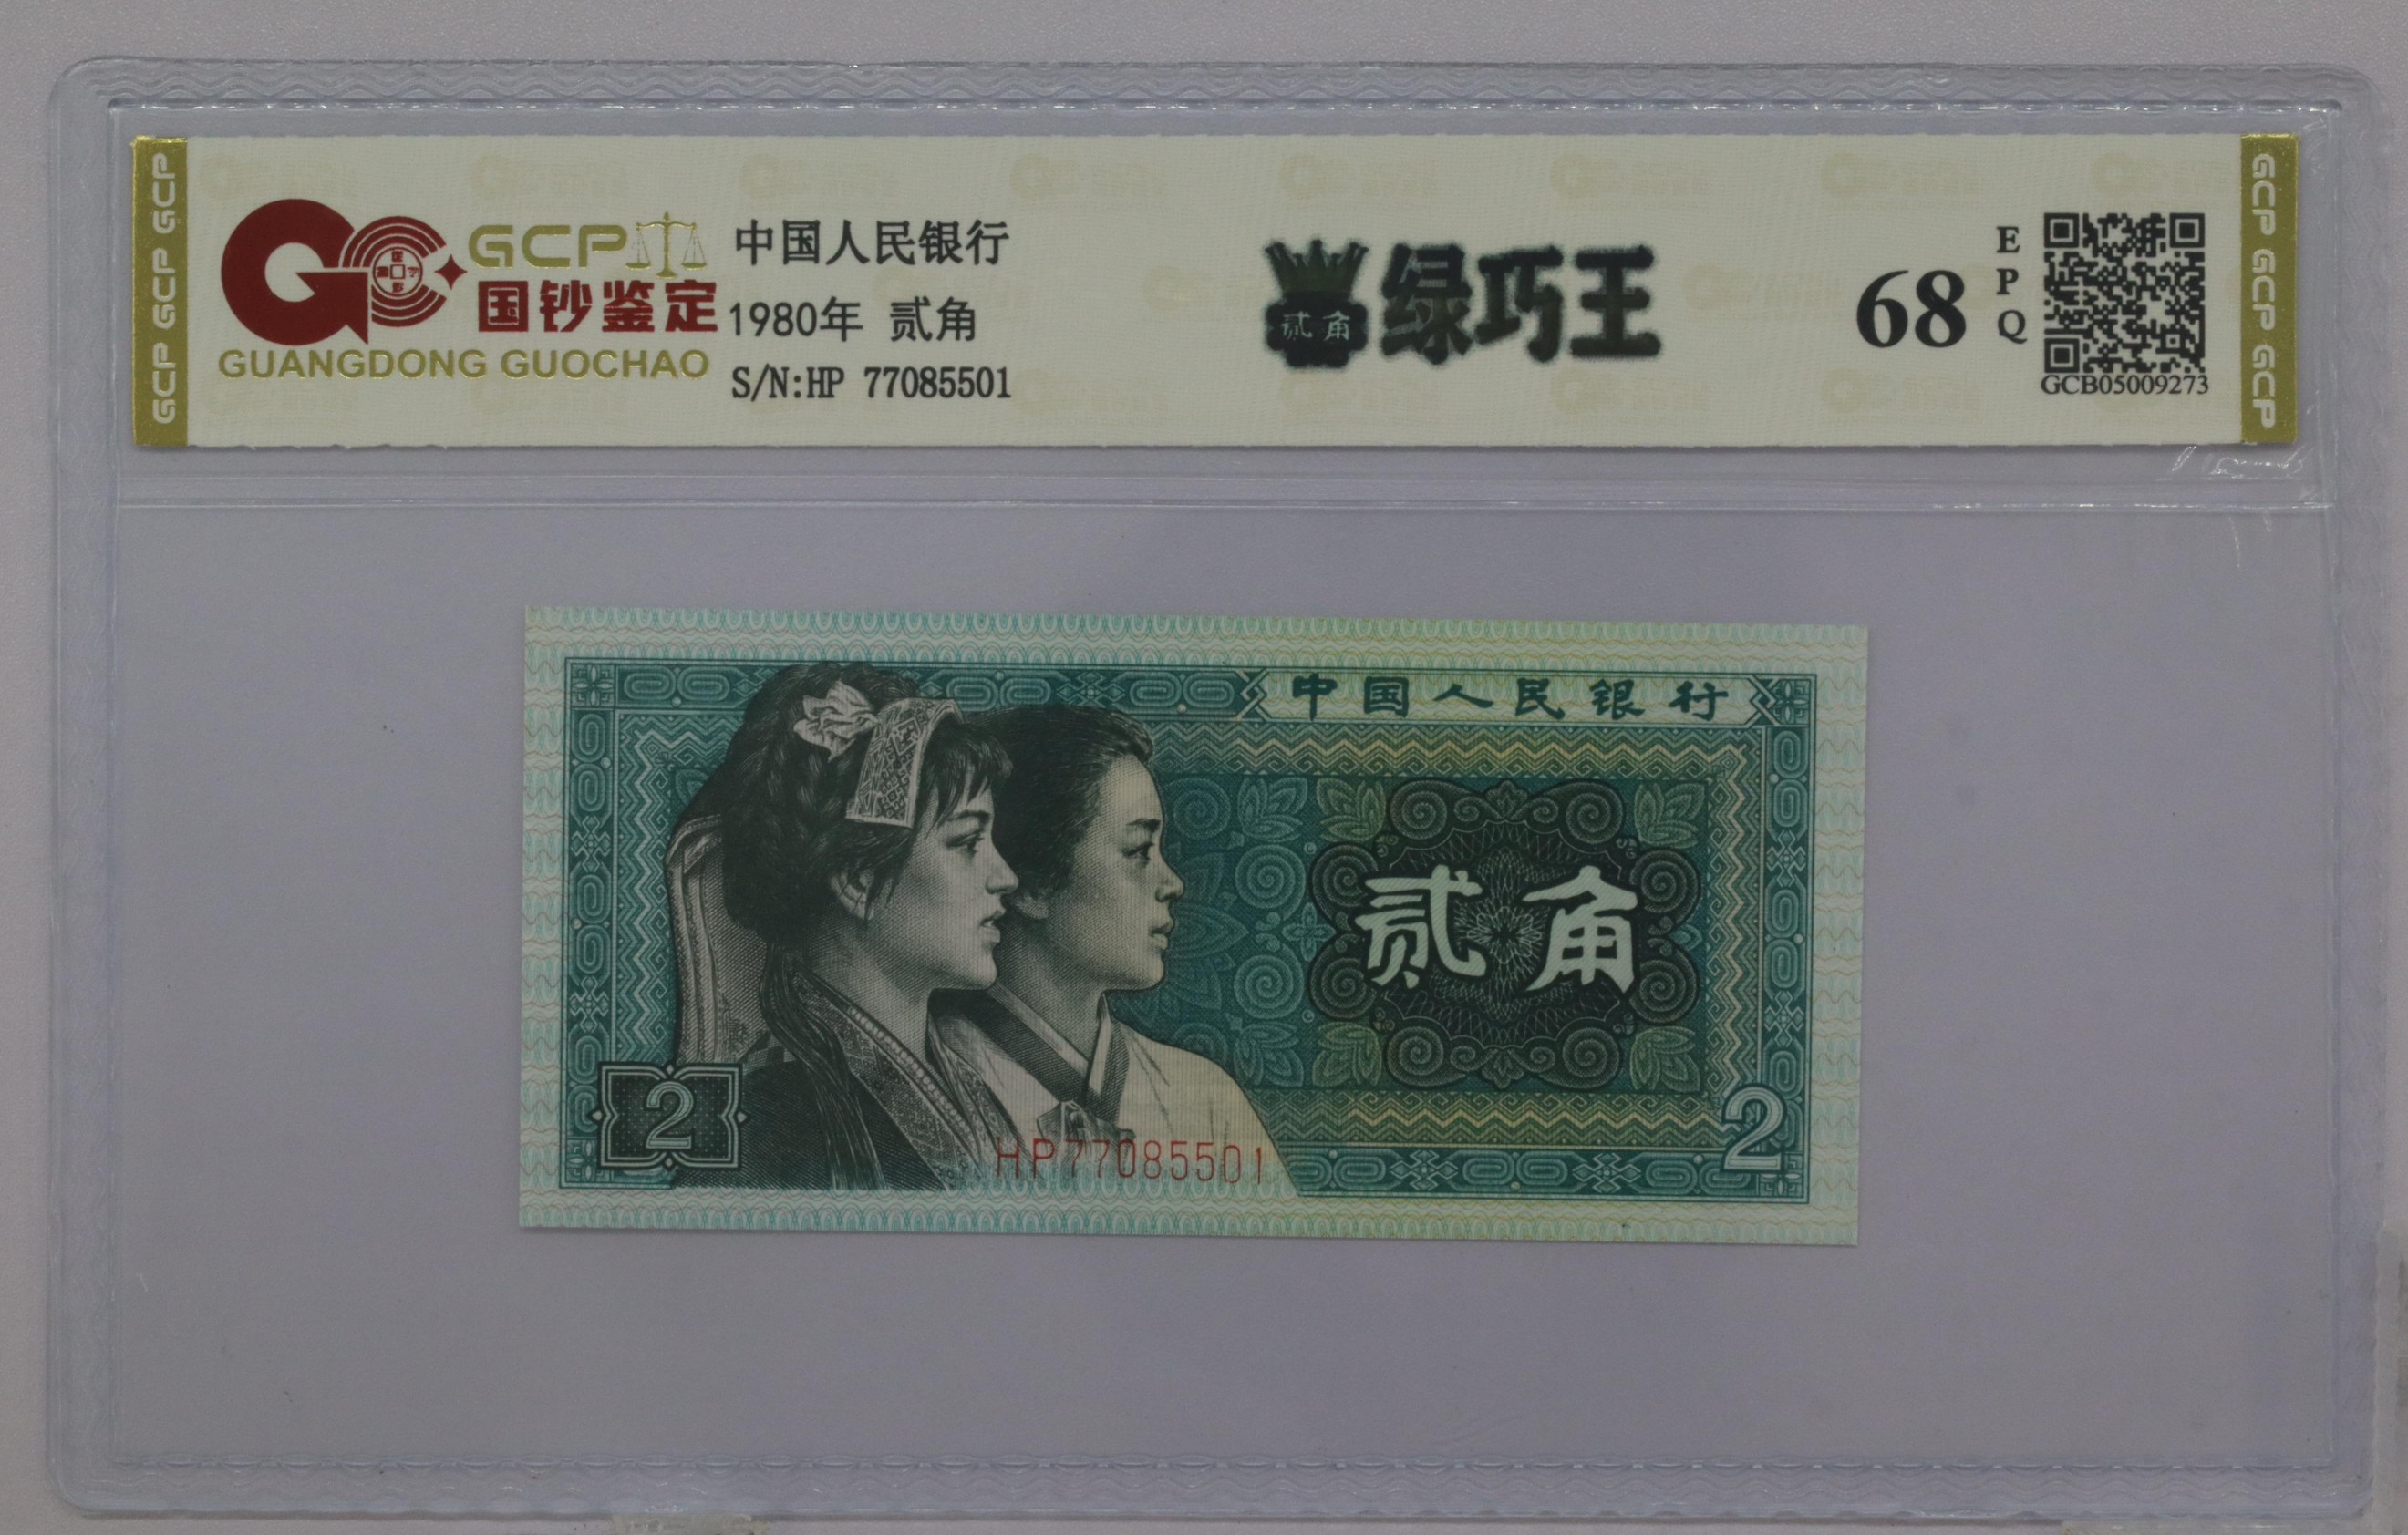 GCP GCP GCP
GCP
国钞鉴定
GUANGDONG GUOCHAO
中国人民银行
1980年 贰角
S/N:HP 77085501
贰角
绿巧王
68
EPQ
GCB05009273
GCP GCP GCP
中国人民银行
贰角
2
HP77085501
2